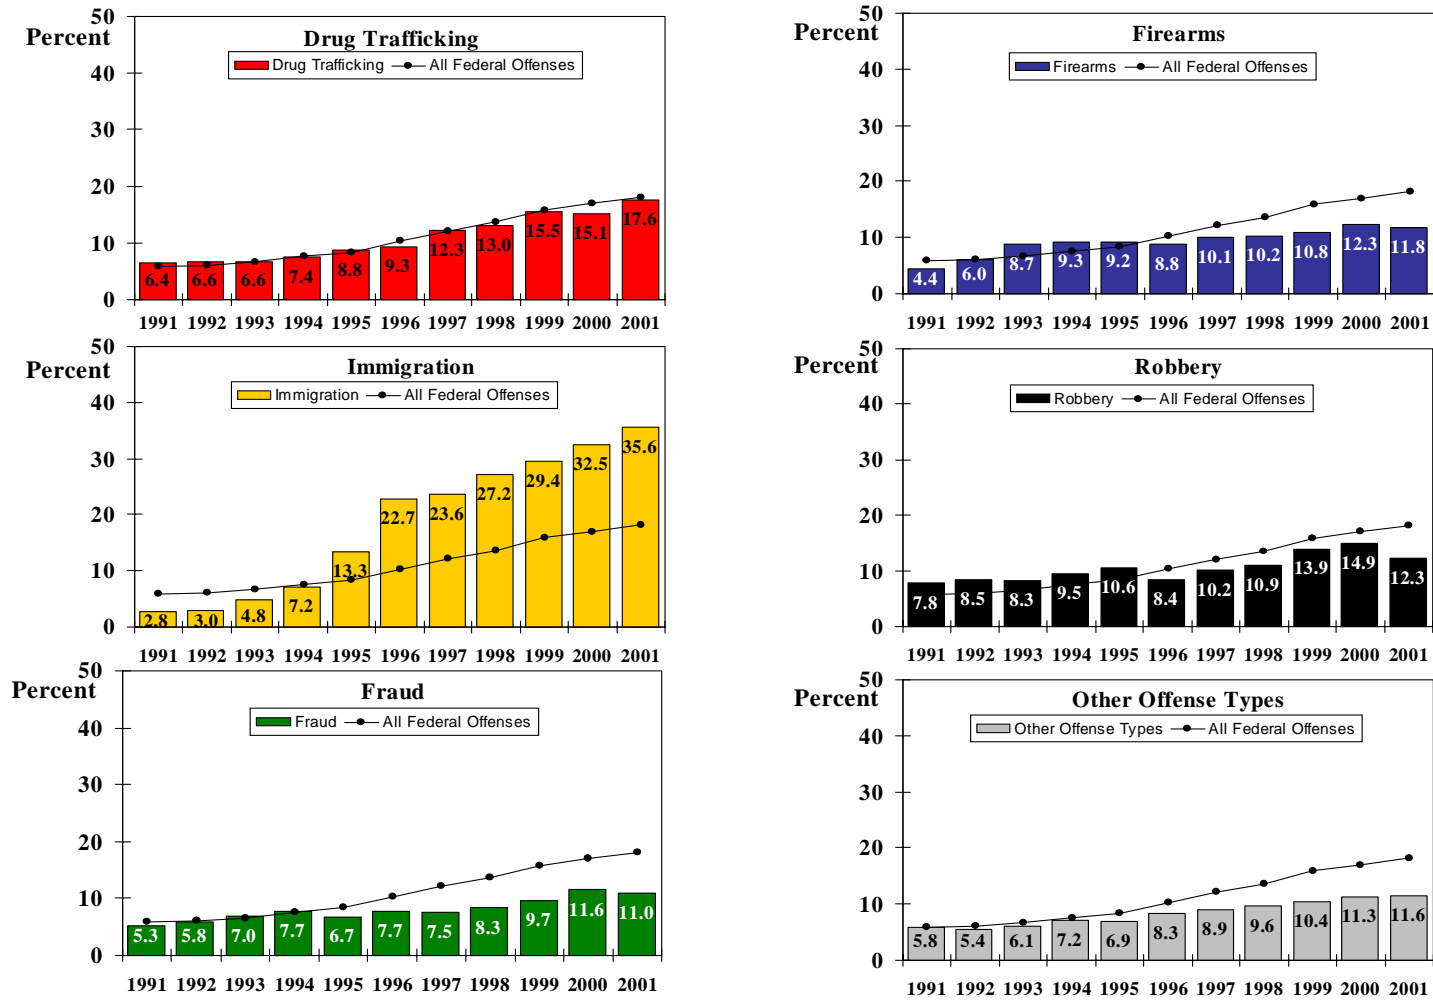 Percent
Drug Trafficking
Drug Trafficking All Federal Offenses
50
40
30
20
10
0
6.4 6.6 6.6 7.4 8.8 9.3 12.3 13.0 15.5 15.1 17.6
1991 1992 1993 1994 1995 1996 1997 1998 1999 2000 2001
Percent
Firearms
Firearms All Federal Offenses
50
40
30
20
10
0
4.4 6.0 8.7 9.3 9.2 8.8 10.1 10.2 10.8 12.3 11.8
1991 1992 1993 1994 1995 1996 1997 1998 1999 2000 2001
Percent
Immigration
Immigration All Federal Offenses
50
40
30
20
10
0
2.8 3.0 4.8 7.2 13.3 22.7 23.6 27.2 29.4 32.5 35.6
1991 1992 1993 1994 1995 1996 1997 1998 1999 2000 2001
Percent
Robbery
Robbery All Federal Offenses
50
40
30
20
10
0
7.8 8.5 8.3 9.5 10.6 8.4 10.2 10.9 13.9 14.9 12.3
1991 1992 1993 1994 1995 1996 1997 1998 1999 2000 2001
Percent
Fraud
Fraud All Federal Offenses
50
40
30
20
10
0
5.3 5.8 7.0 7.7 6.7 7.7 7.5 8.3 9.7 11.6 11.0
1991 1992 1993 1994 1995 1996 1997 1998 1999 2000 2001
Percent
Other Offense Types
Other Offense Types All Federal Offenses
50
40
30
20
10
0
5.8 5.4 6.1 7.2 6.9 8.3 8.9 9.6 10.4 11.3 11.6
1991 1992 1993 1994 1995 1996 1997 1998 1999 2000 2001